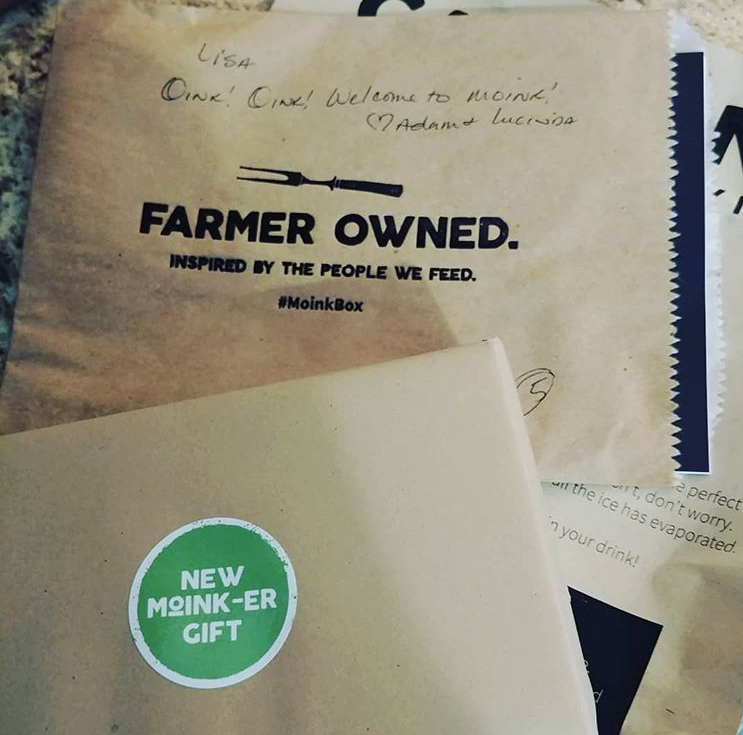 LISA
OINK! OINK! Welcome to MOINK!
♡ Adam & Lucinda
FARMER OWNED.
INSPIRED BY THE PEOPLE WE FEED.
#MoinkBox
NEW
MOINK-ER
GIFT
perfect
don't worry.
the ice has evaporated.
in your drink!